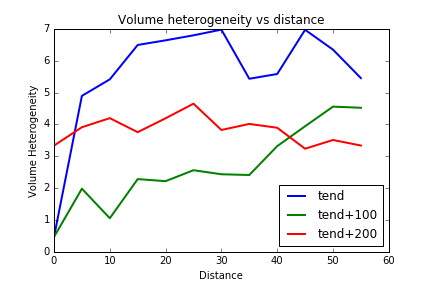 Volume heterogeneity vs distance
Volume Heterogeneity
7
6
5
4
3
2
1
0
0 10 20 30 40 50 60
Distance
tend
tend+100
tend+200